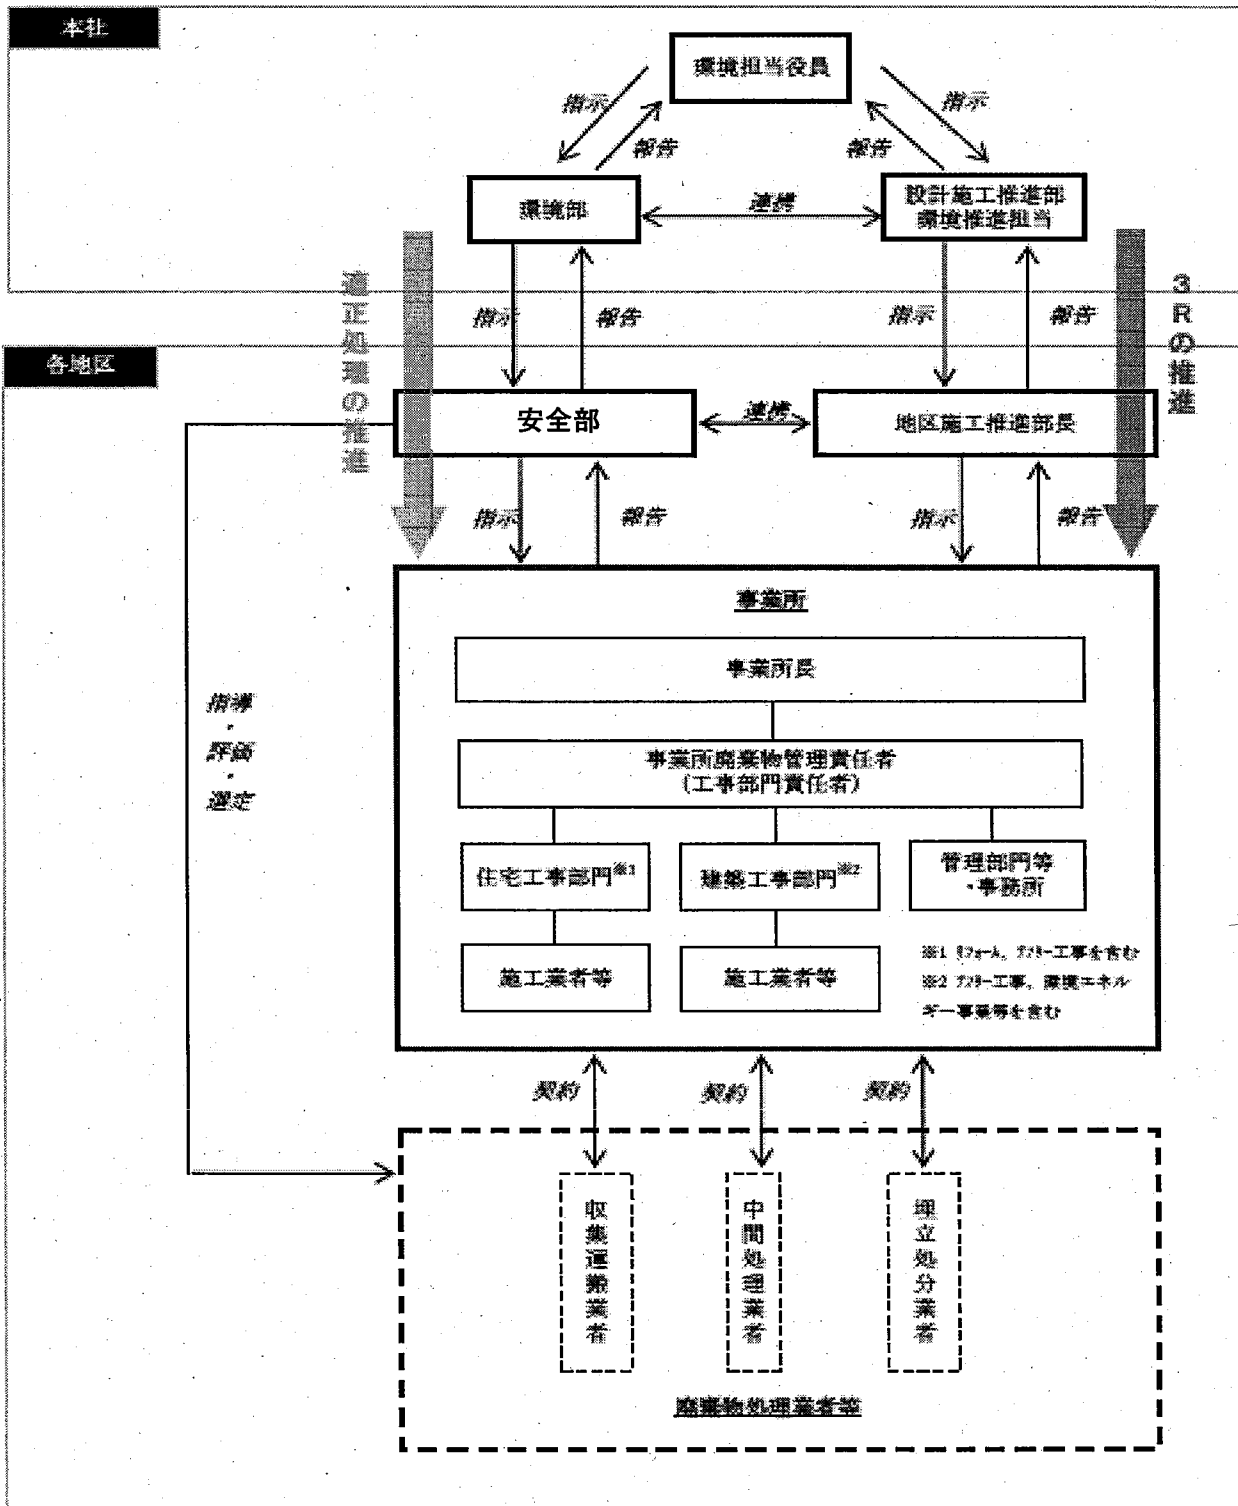 本社
環境担当役員
指示
報告
報告
指示
環境部
連携
設計施工推進部
環境推進担当
適正処理の推進
3Rの推進
指示
報告
指示
報告
各地区
安全部
連携
地区施工推進部長
指示
報告
指示
報告
事業所
事業所長
指導
・
評価
・
選定
事業所廃棄物管理責任者
(工事部門責任者)
住宅工事部門※1
建築工事部門※2
管理部門等
・事務所
施工業者等
施工業者等
※1 ﾘﾌｫｰﾑ、ｱﾌﾀｰ工事を含む
※2 ｱﾌﾀｰ工事、環境エネル
ギー事業等を含む
契約
契約
契約
収集運搬業者
中間処理業者
埋立処分業者
廃棄物処理業者等